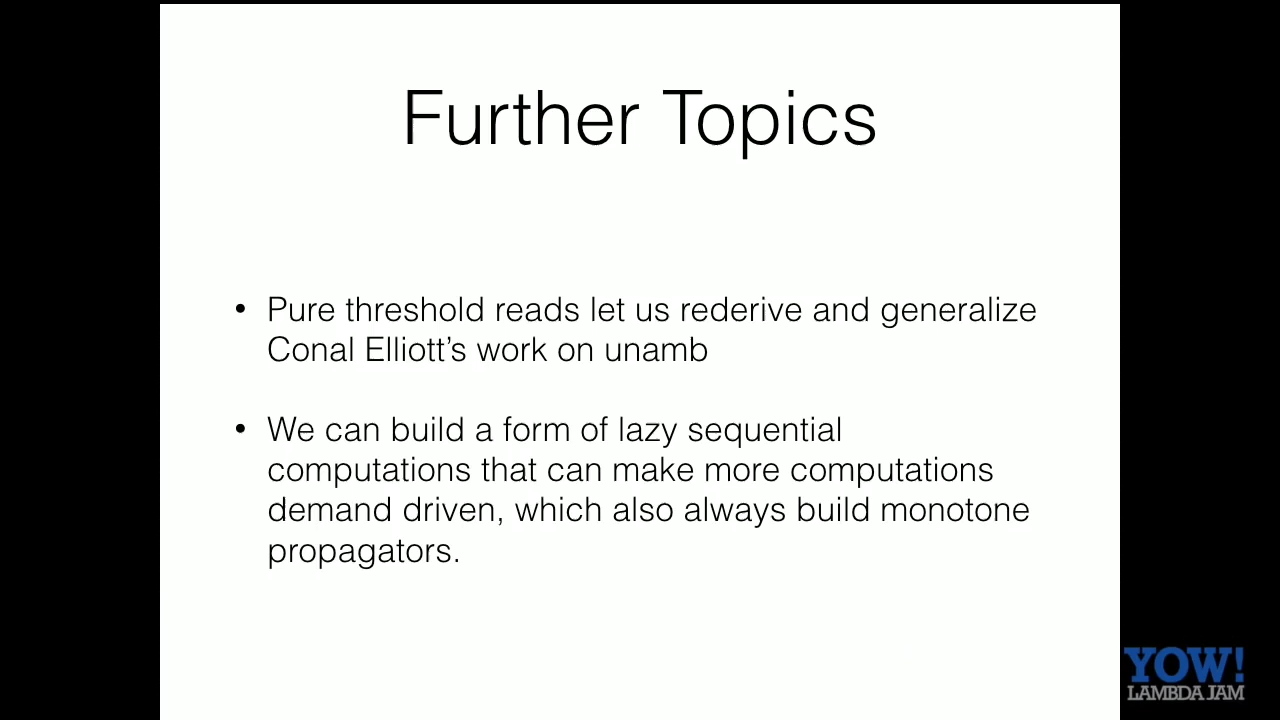 Further Topics
• Pure threshold reads let us rederive and generalize
Conal Elliott’s work on unamb
• We can build a form of lazy sequential
computations that can make more computations
demand driven, which also always build monotone
propagators.
YOW!
LAMBDA JAM